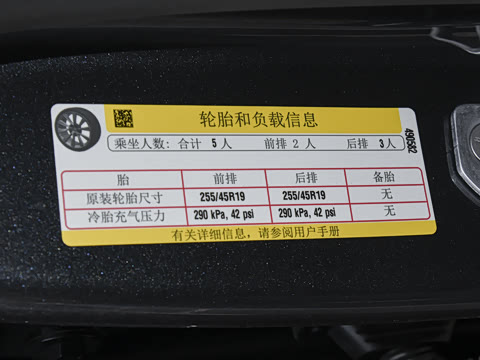 轮胎和负载信息
乘坐人数: 合计 5 人 前排 2 人 后排 3 人
490582
胎 前排 后排 备胎
原装轮胎尺寸 255/45R19 255/45R19 无
冷胎充气压力 290 kPa, 42 psi 290 kPa, 42 psi 无
有关详细信息，请参阅用户手册